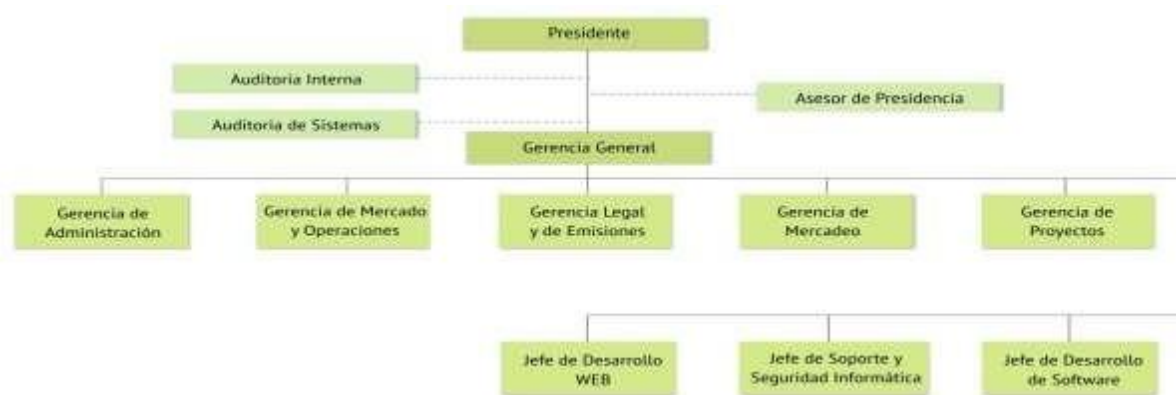 Presidente
Auditoria Interna
Asesor de Presidencia
Auditoria de Sistemas
Gerencia General
Gerencia de
Administración
Gerencia de Mercado
y Operaciones
Gerencia Legal
y de Emisiones
Gerencia de
Mercadeo
Gerencia de
Proyectos
Jefe de Desarrollo
WEB
Jefe de Soporte y
Seguridad Informática
Jefe de Desarrollo
de Software